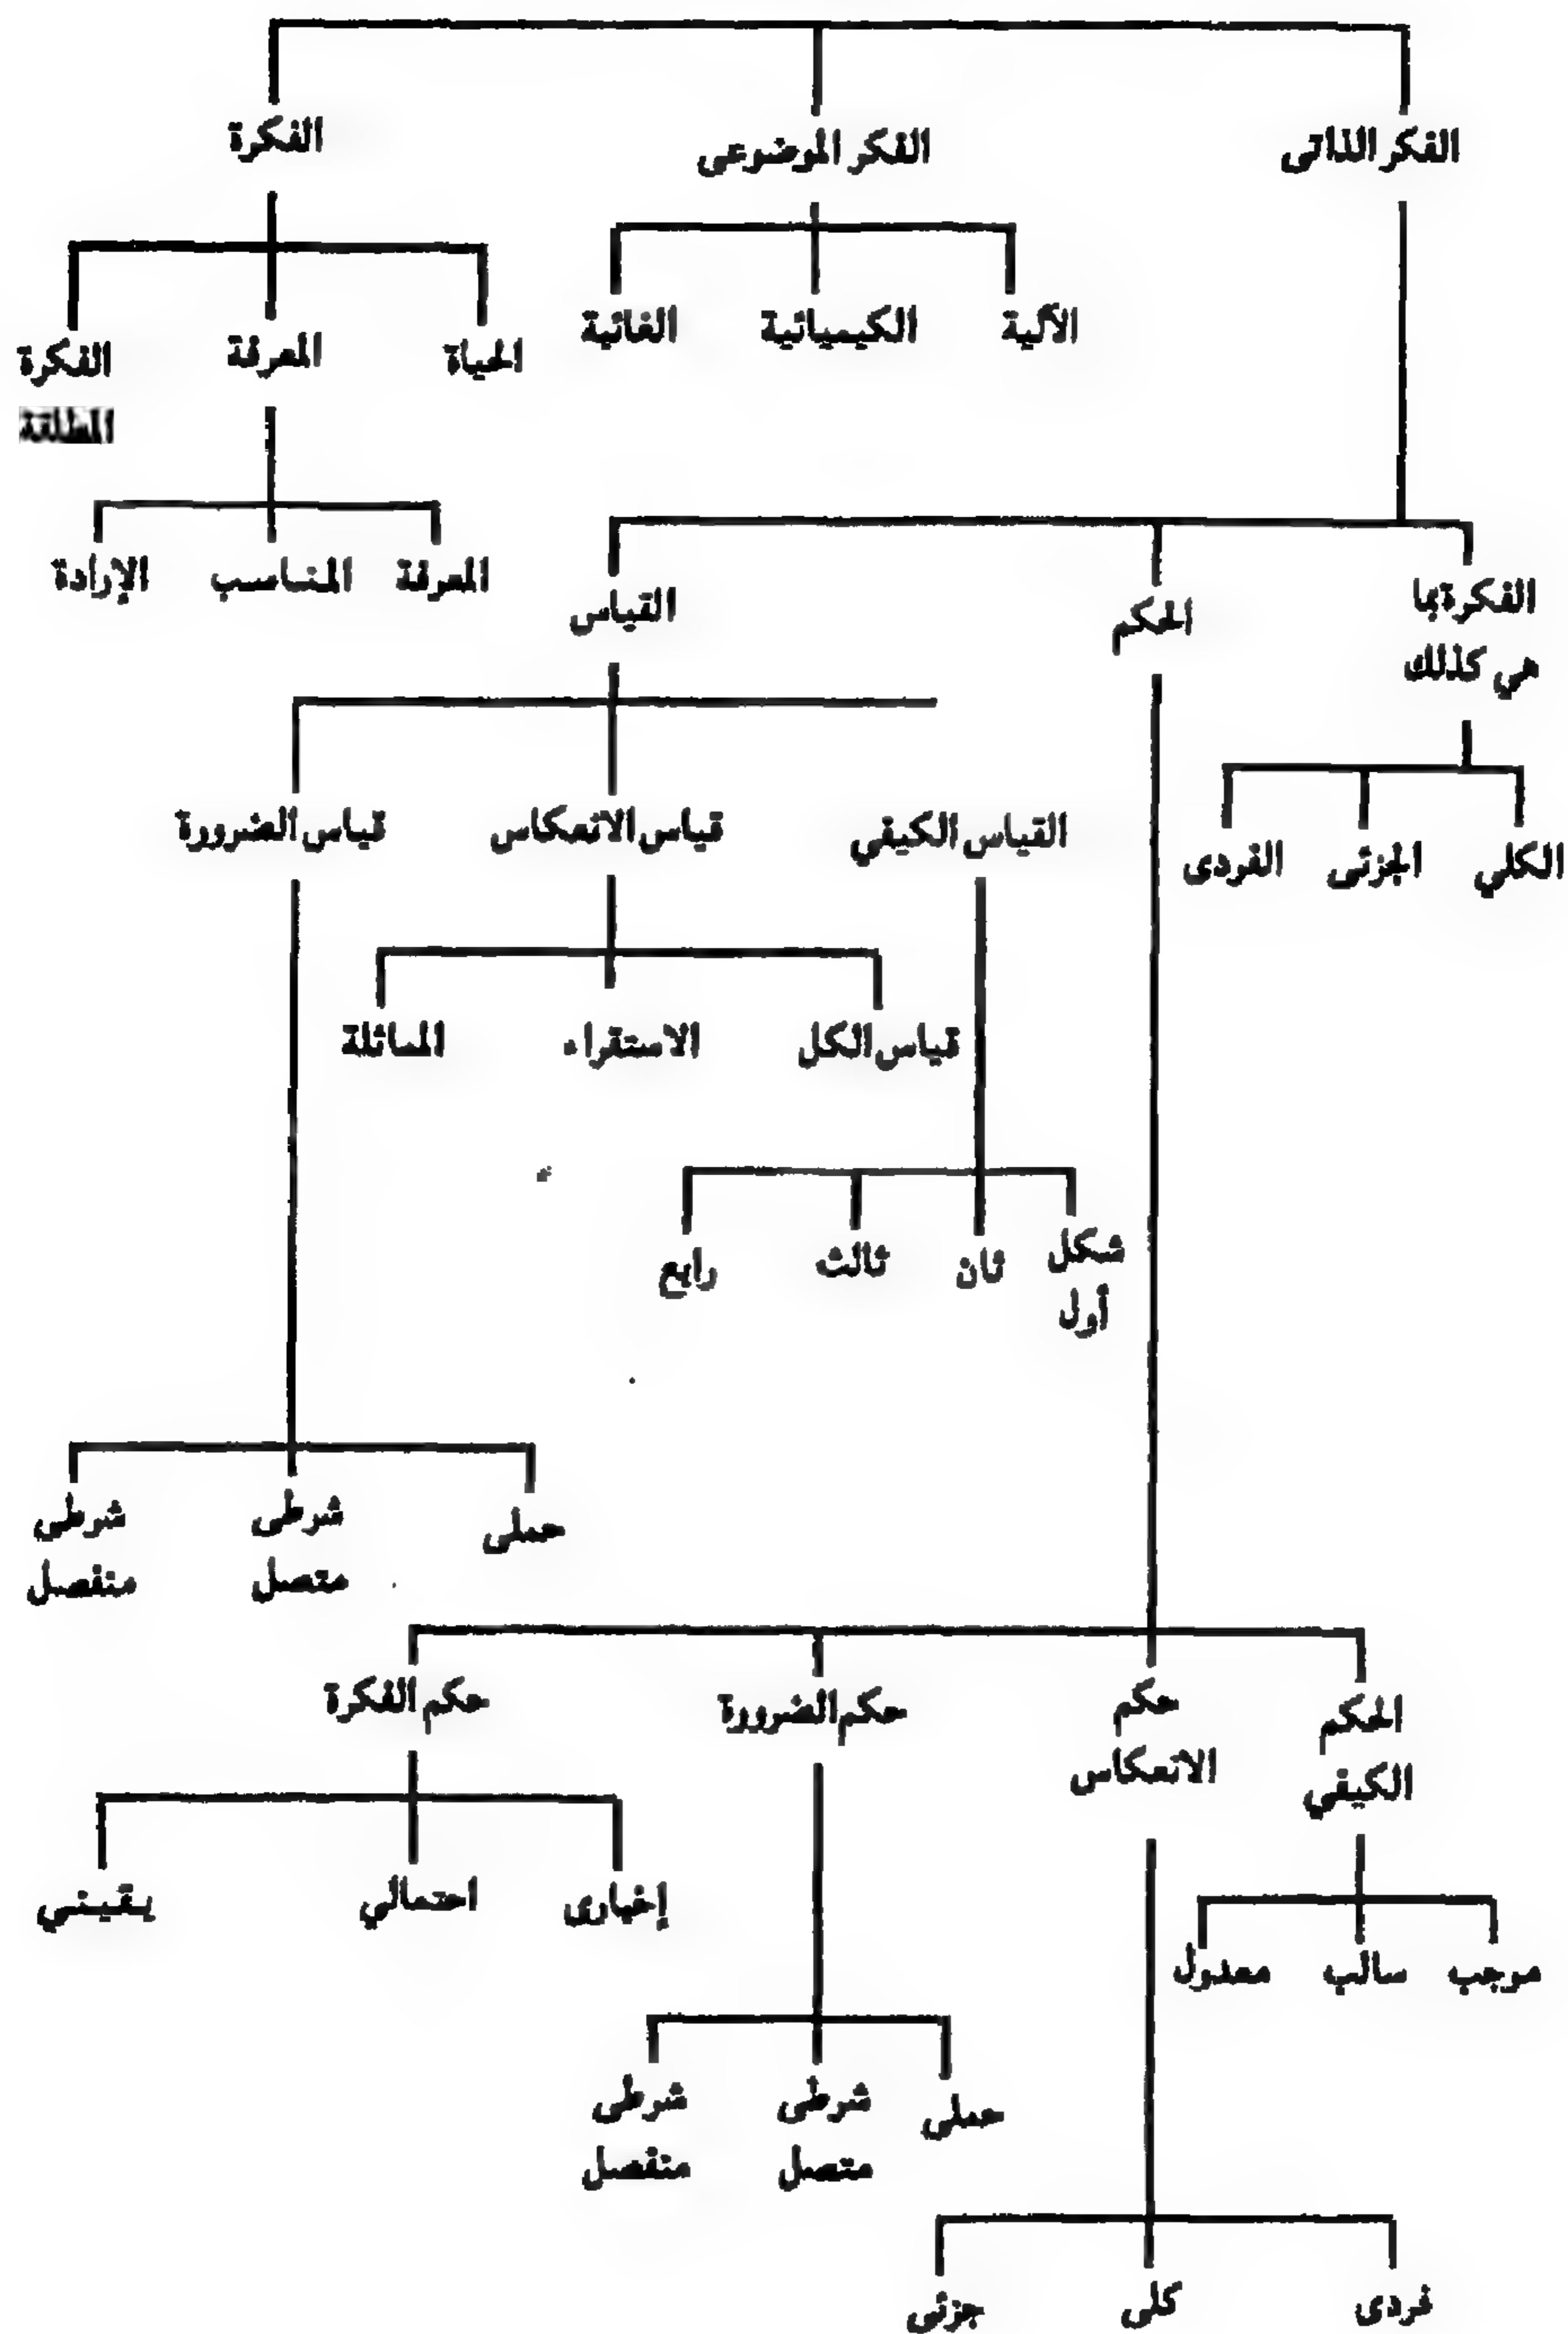 الفكر الذاتى
الفكر الموضوعى
الفكرة
الآلية
الكيميائية
الغائية
الحياة
المعرفة
الفكرة
المعرفة
المناسب
الإرادة
الفكرة بما
هي كذلك
الحكم
القياس
الكلي
الجزئى
الفردى
القياس الكيفي
قياس الانعكاس
قياس الضرورة
قياس الكل
الاستقراء
المماثلة
شكل
أول
ثان
ثالث
رابع
حملى
شرطى
متصل
شرطى
منفصل
الحكم
الكيفي
حكم
الانعكاس
حكم الضرورة
حكم الفكرة
إخبارى
احتمالي
يقيني
موجب
سالب
معدول
حملى
شرطى
متصل
شرطى
منفصل
فردى
كلى
جزئى